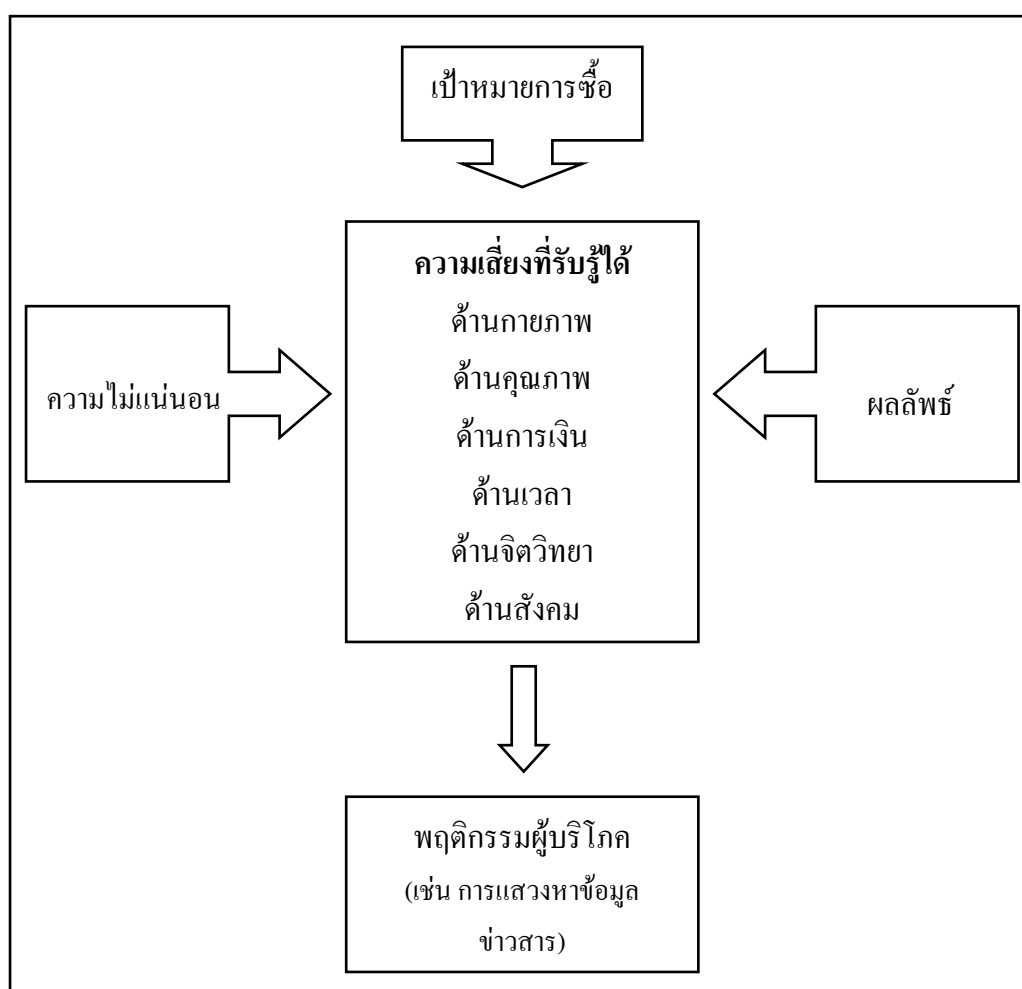 เป้าหมายการซื้อ
ความเสี่ยงที่รับรู้ได้
ด้านกายภาพ
ด้านคุณภาพ
ด้านการเงิน
ด้านเวลา
ด้านจิตวิทยา
ด้านสังคม
ความไม่แน่นอน
ผลลัพธ์
พฤติกรรมผู้บริโภค
(เช่น การแสวงหาข้อมูล
ข่าวสาร)